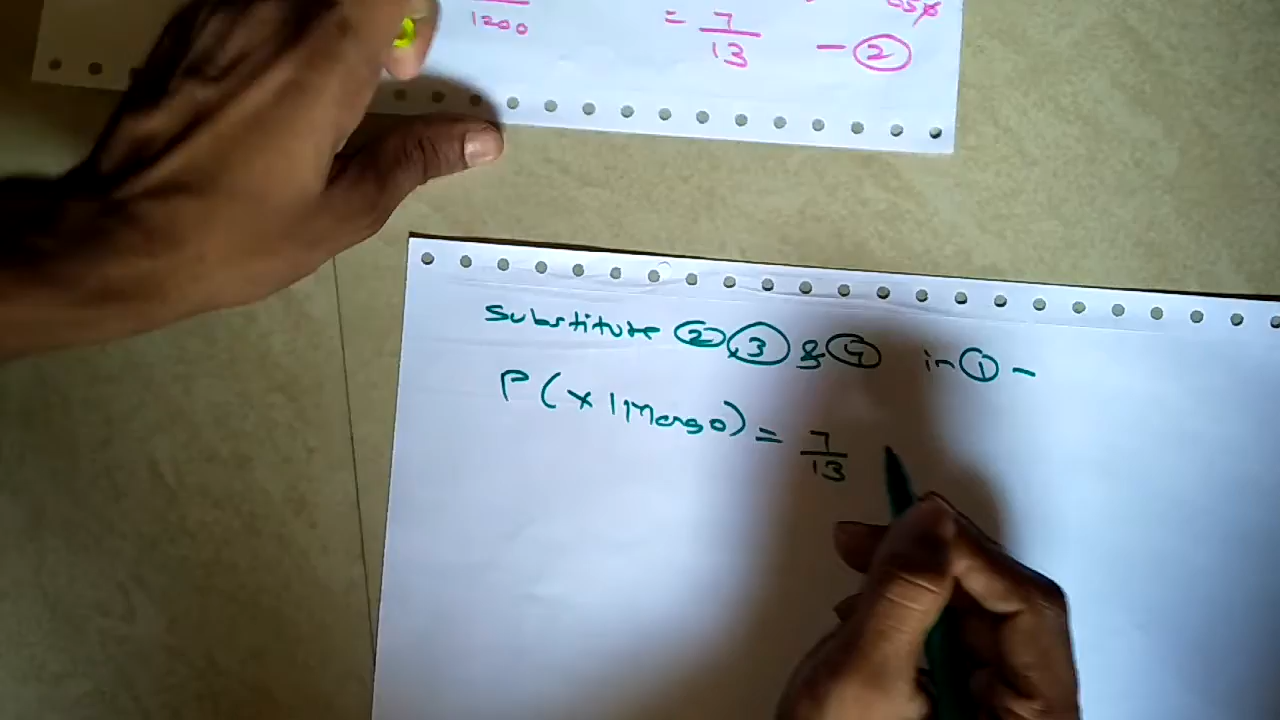 1200
= 7/13 - ②
Substitute ②, ③ & ④ in ① -
P(x | Mango) = 7/13